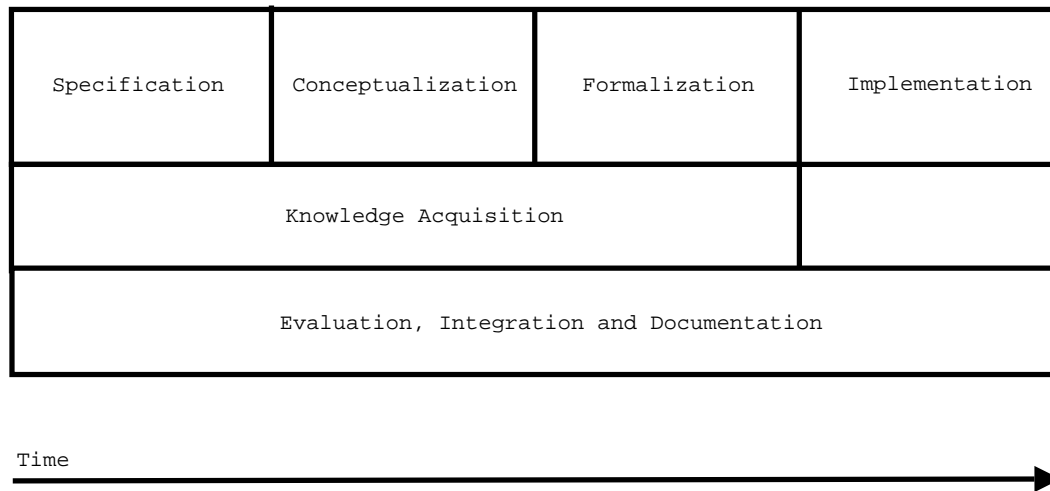 Specification
Conceptualization
Formalization
Implementation
Knowledge Acquisition
Evaluation, Integration and Documentation
Time